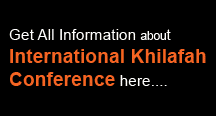 Get All Information about
International Khilafah
Conference here....